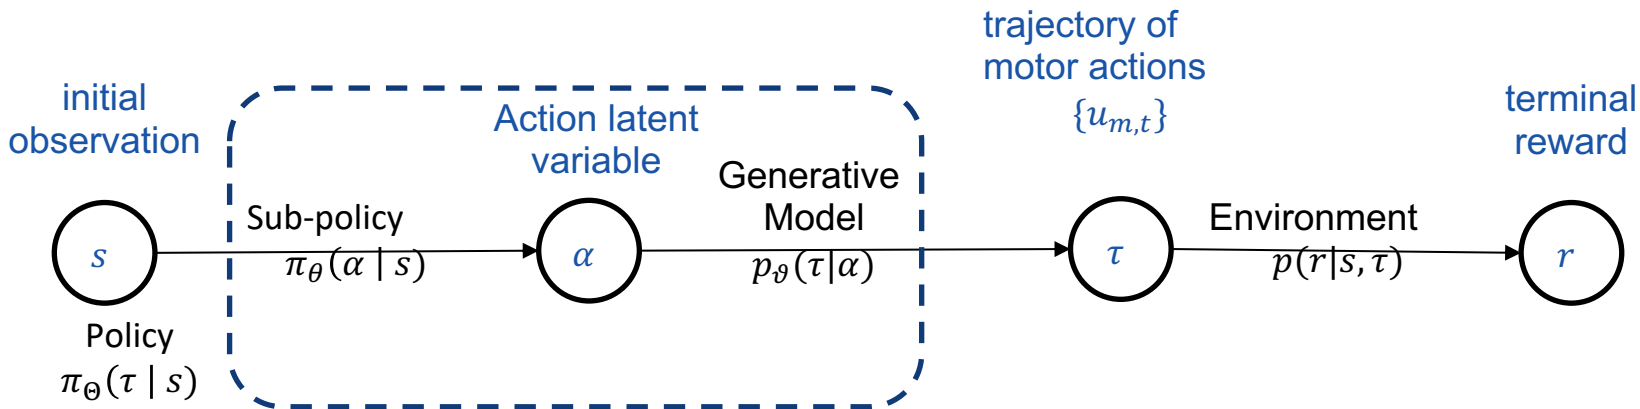 initial
observation
s
Policy
π_Θ(τ | s)
Sub-policy
π_θ(α | s)
Action latent
variable
α
Generative
Model
p_ϑ(τ|α)
trajectory of
motor actions
{u_{m,t}}
τ
Environment
p(r|s, τ)
terminal
reward
r